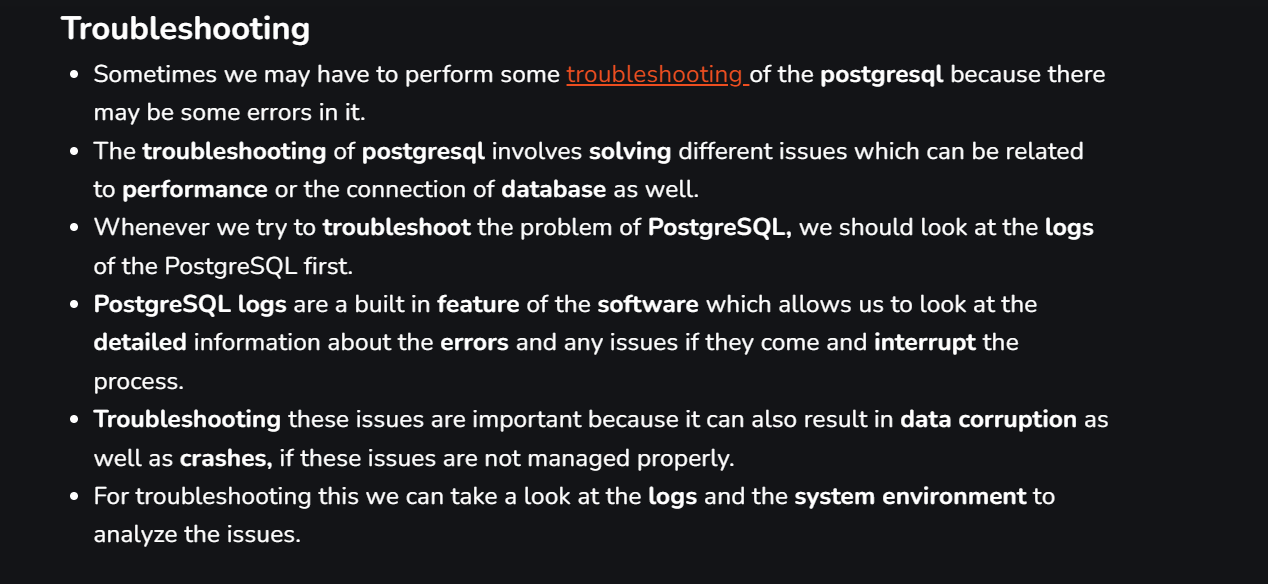 Troubleshooting
• Sometimes we may have to perform some troubleshooting of the postgresql because there
may be some errors in it.
• The troubleshooting of postgresql involves solving different issues which can be related
to performance or the connection of database as well.
• Whenever we try to troubleshoot the problem of PostgreSQL, we should look at the logs
of the PostgreSQL first.
• PostgreSQL logs are a built in feature of the software which allows us to look at the
detailed information about the errors and any issues if they come and interrupt the
process.
• Troubleshooting these issues are important because it can also result in data corruption as
well as crashes, if these issues are not managed properly.
• For troubleshooting this we can take a look at the logs and the system environment to
analyze the issues.